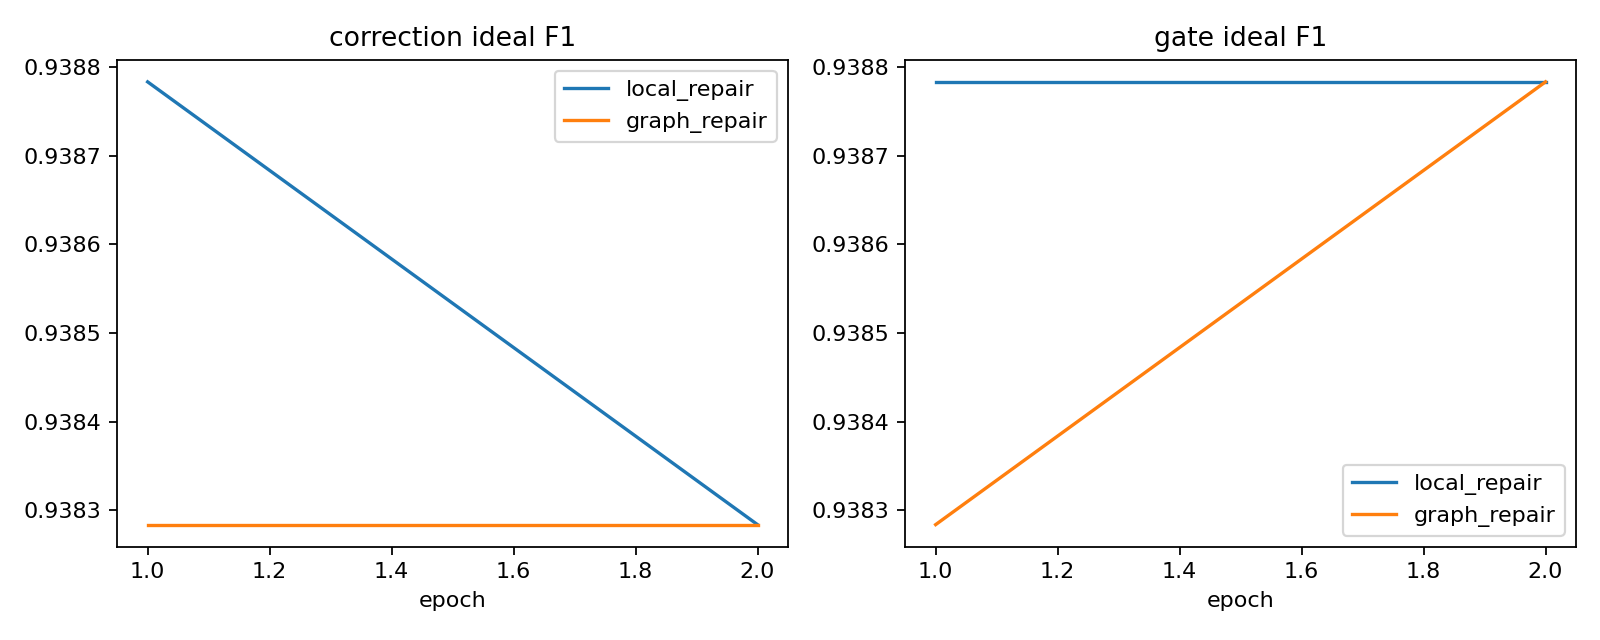 correction ideal F1
0.9388
0.9387
0.9386
0.9385
0.9384
0.9383
local_repair
graph_repair
1.0 1.2 1.4 1.6 1.8 2.0
epoch
gate ideal F1
0.9388
0.9387
0.9386
0.9385
0.9384
0.9383
local_repair
graph_repair
1.0 1.2 1.4 1.6 1.8 2.0
epoch